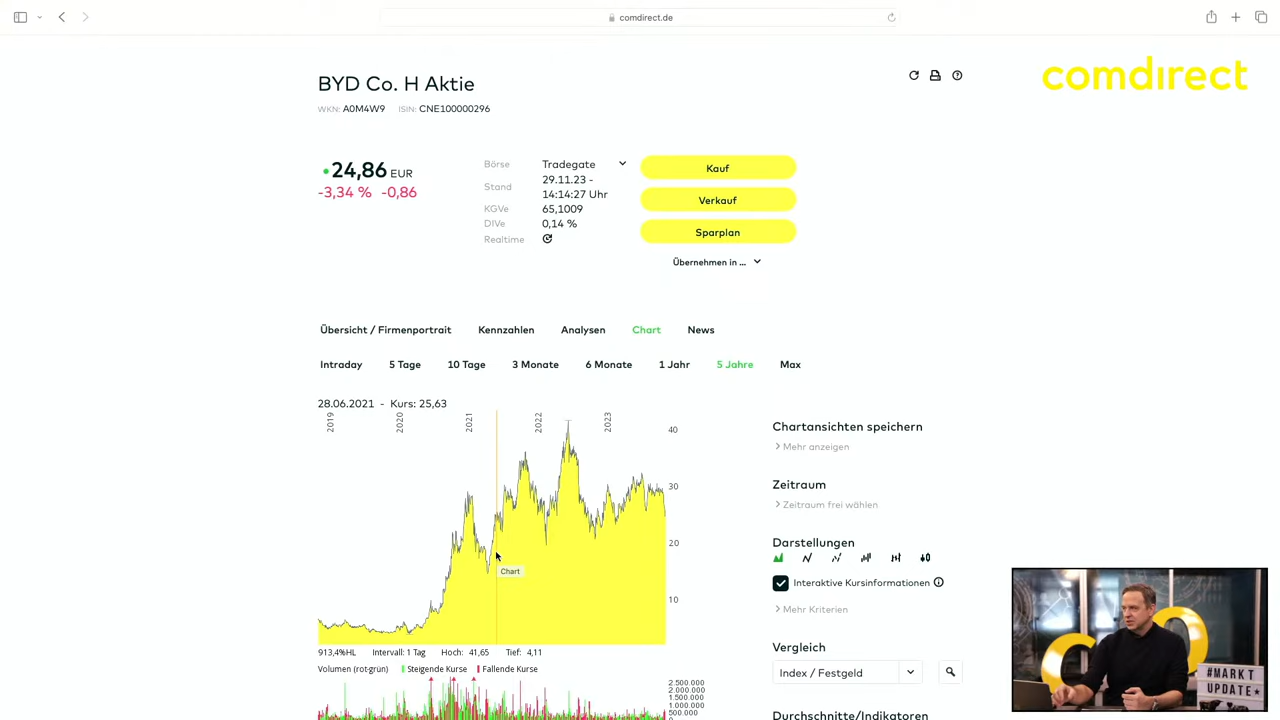 comdirect.de
comdirect
BYD Co. H Aktie
WKN: A0M4W9 ISIN: CNE100000296
24,86 EUR
-3,34 % -0,86
Börse Tradegate
Stand 29.11.23 -
14:14:27 Uhr
KGVe 65,1009
DIVe 0,14 %
Realtime
Kauf
Verkauf
Sparplan
Übernehmen in ...
Übersicht / Firmenportrait Kennzahlen Analysen Chart News
Intraday 5 Tage 10 Tage 3 Monate 6 Monate 1 Jahr 5 Jahre Max
28.06.2021 - Kurs: 25,63
2019 2020 2021 2022 2023
40
30
20
10
Chart
913,4%HL Intervall: 1 Tag Hoch: 41,65 Tief: 4,11
Volumen (rot-grün) Steigende Kurse Fallende Kurse
2.500.000
2.000.000
1.500.000
1.000.000
500.000
Chartansichten speichern
Mehr anzeigen
Zeitraum
Zeitraum frei wählen
Darstellungen
Interaktive Kursinformationen
Mehr Kriterien
Vergleich
Index / Festgeld
Durchschnitte/Indikatoren
#MARKT
UPDATE